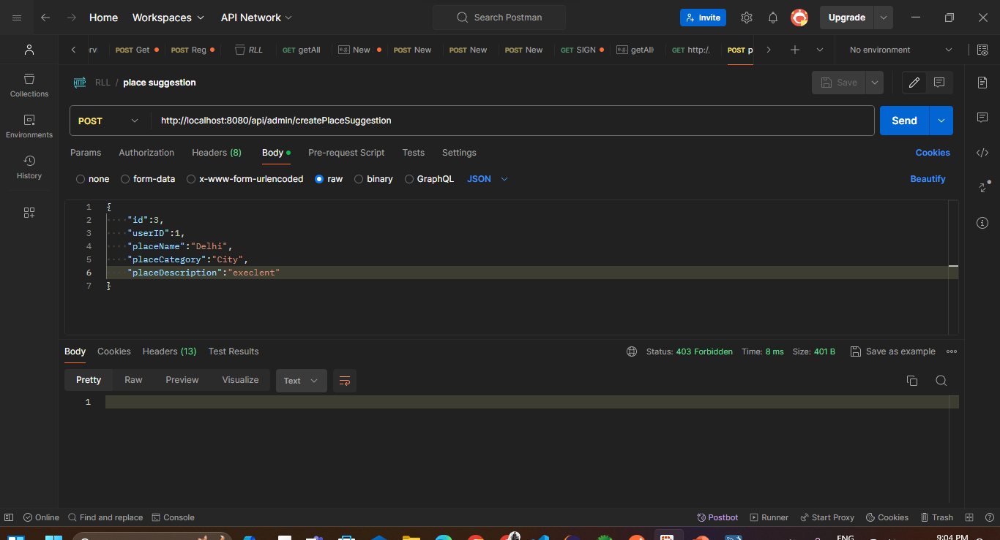 Home Workspaces API Network Search Postman Invite Upgrade
rvi POST Get POST Reg RLL GET getAll New POST New POST New POST New GET SIGN getAll GET http:/, POST p No environment
HTTP RLL / place suggestion Save
Collections
POST http://localhost:8080/api/admin/createPlaceSuggestion Send
Environments
Params Authorization Headers (8) Body Pre-request Script Tests Settings Cookies
History
none form-data x-www-form-urlencoded raw binary GraphQL JSON Beautify
1 {
2 "id":3,
3 "userID":1,
4 "placeName":"Delhi",
5 "placeCategory":"City",
6 "placeDescription":"execlent"
7 }
Body Cookies Headers (13) Test Results Status: 403 Forbidden Time: 8 ms Size: 401 B Save as example
Pretty Raw Preview Visualize Text
1
Online Find and replace Console Postbot Runner Start Proxy Cookies Trash
ENG 9:04 PM